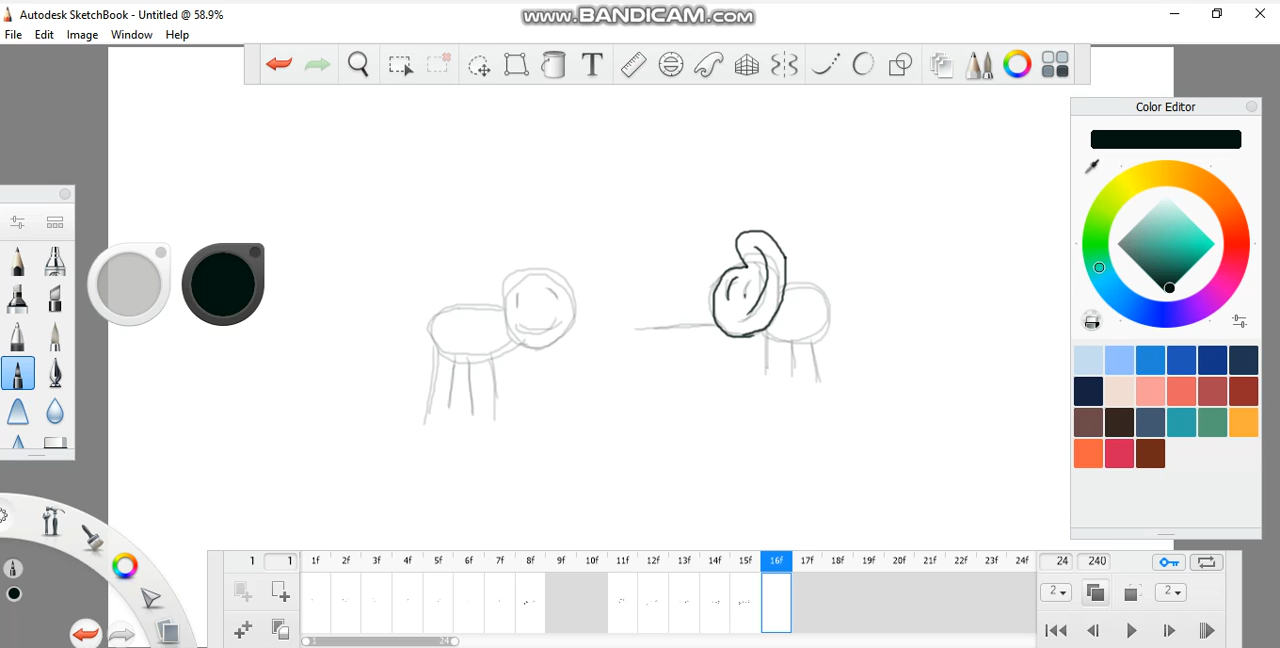 Autodesk SketchBook - Untitled @ 58.9%
www.BANDICAM.com
File Edit Image Window Help
T
Color Editor
1 1 1f 2f 3f 4f 5f 6f 7f 8f 9f 10f 11f 12f 13f 14f 15f 16f 17f 18f 19f 20f 21f 22f 23f 24f 24 240
2 2
1 24